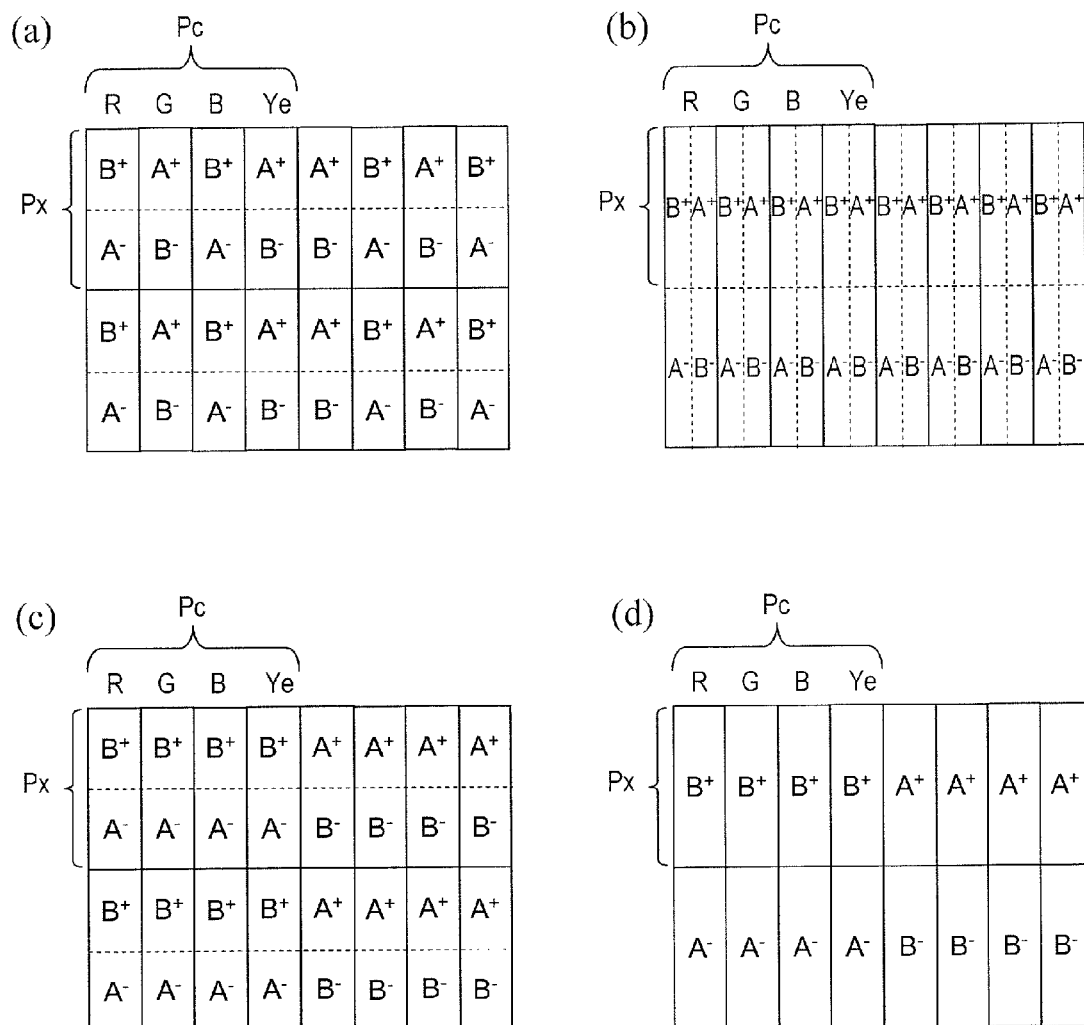 (a)
Pc
R G B Ye
Px
B⁺ A⁺ B⁺ A⁺ A⁺ B⁺ A⁺ B⁺
A⁻ B⁻ A⁻ B⁻ B⁻ A⁻ B⁻ A⁻
B⁺ A⁺ B⁺ A⁺ A⁺ B⁺ A⁺ B⁺
A⁻ B⁻ A⁻ B⁻ B⁻ A⁻ B⁻ A⁻
(b)
Pc
R G B Ye
Px
B⁺ A⁺ B⁺ A⁺ B⁺ A⁺ B⁺ A⁺ B⁺ A⁺ B⁺ A⁺ B⁺ A⁺ B⁺ A⁺
A⁻ B⁻ A⁻ B⁻ A⁻ B⁻ A⁻ B⁻ A⁻ B⁻ A⁻ B⁻ A⁻ B⁻ A⁻ B⁻
(c)
Pc
R G B Ye
Px
B⁺ B⁺ B⁺ B⁺ A⁺ A⁺ A⁺ A⁺
A⁻ A⁻ A⁻ A⁻ B⁻ B⁻ B⁻ B⁻
B⁺ B⁺ B⁺ B⁺ A⁺ A⁺ A⁺ A⁺
A⁻ A⁻ A⁻ A⁻ B⁻ B⁻ B⁻ B⁻
(d)
Pc
R G B Ye
Px
B⁺ B⁺ B⁺ B⁺ A⁺ A⁺ A⁺ A⁺
A⁻ A⁻ A⁻ A⁻ B⁻ B⁻ B⁻ B⁻